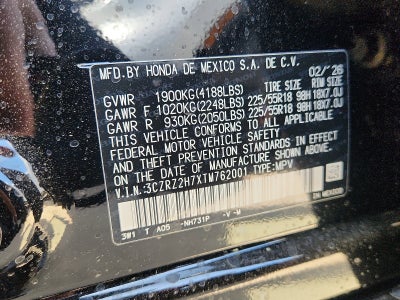 MFD. BY HONDA DE MEXICO S.A. DE C.V. 02/ 26
TIRE SIZE RIM SIZE
GVWR 1900KG(4188LBS)
GAWR F 1020KG(2248LBS) 225/55R18 98H 18X7.0J
GAWR R 930KG(2050LBS) 225/55R18 98H 18X7.0J
THIS VEHICLE CONFORMS TO ALL APPLICABLE
FEDERAL MOTOR VEHICLE SAFETY
AND THEFT PREVENTION STANDARDS IN EFFECT
ON THE DATE OF MANUFACTURE SHOWN ABOVE.
V.I.N. 3CZRZ2H7XTM762001 TYPE: MPV
3W1 T A05 -NH731P -V -M